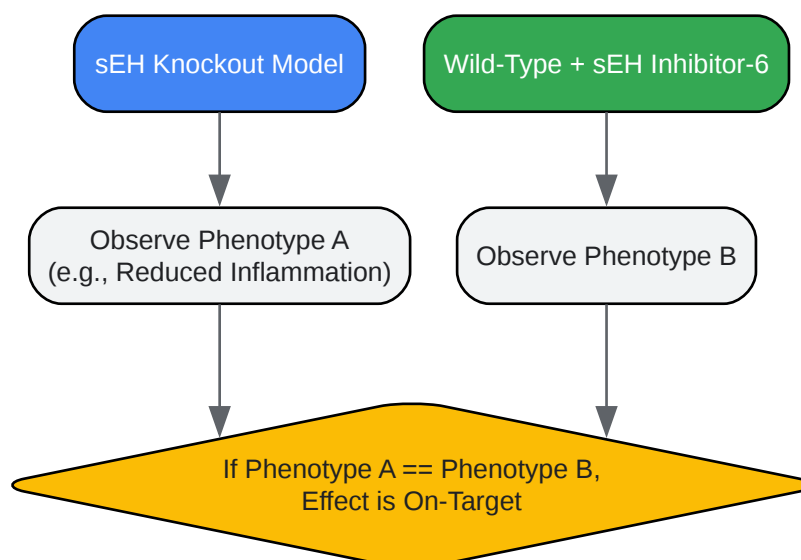 sEH Knockout Model
Wild-Type + sEH Inhibitor-6
Observe Phenotype A
(e.g., Reduced Inflammation)
Observe Phenotype B
If Phenotype A == Phenotype B,
Effect is On-Target